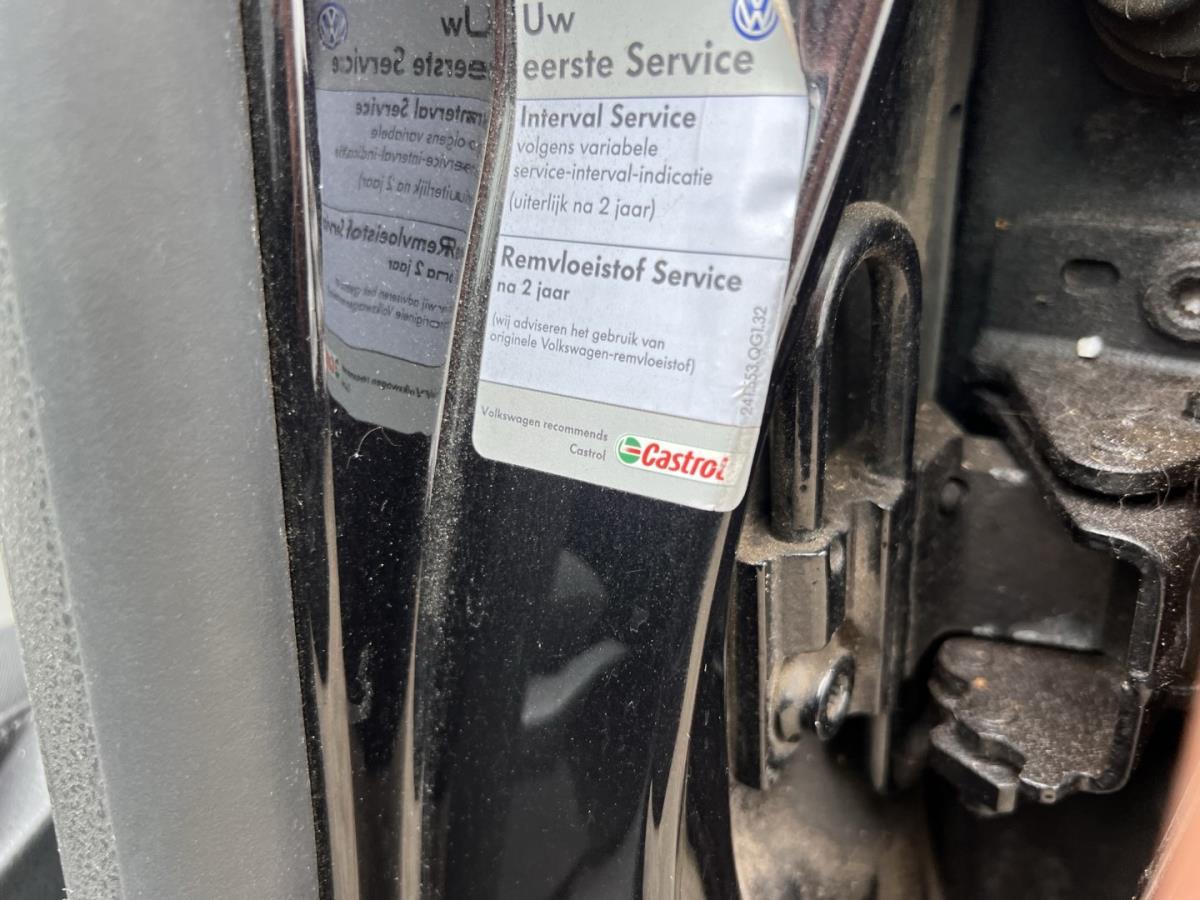 Uw
eerste Service
Interval Service
volgens variabele
service-interval-indicatie
(uiterlijk na 2 jaar)
Remvloeistof Service
na 2 jaar
(wij adviseren het gebruik van
originele Volkswagen-remvloeistof)
Volkswagen recommends
Castrol
Castrol